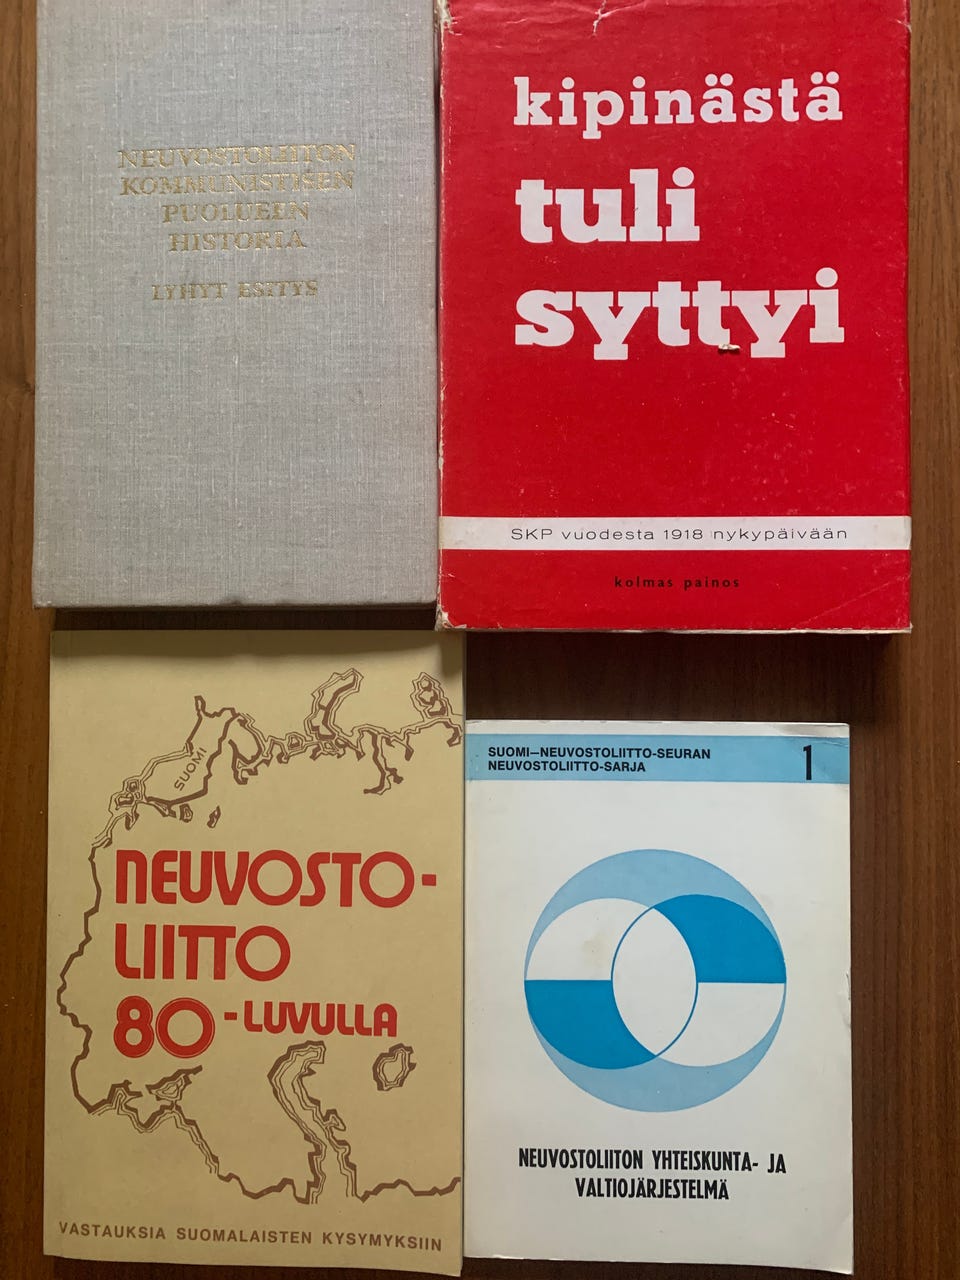 NEUVOSTOLIITON
KOMMUNISTISEN
PUOLUEEN
HISTORIA
LYHYT ESITYS
kipinästä
tuli
syttyi
SKP vuodesta 1918 nykypäivään
kolmas painos
SUOMI
NEUVOSTO-
LIITTO
80-LUVULLA
VASTAUKSIA SUOMALAISTEN KYSYMYKSIIN
SUOMI—NEUVOSTOLIITTO-SEURAN
NEUVOSTOLIITTO-SARJA
1
NEUVOSTOLIITON YHTEISKUNTA- JA
VALTIOJÄRJESTELMÄ